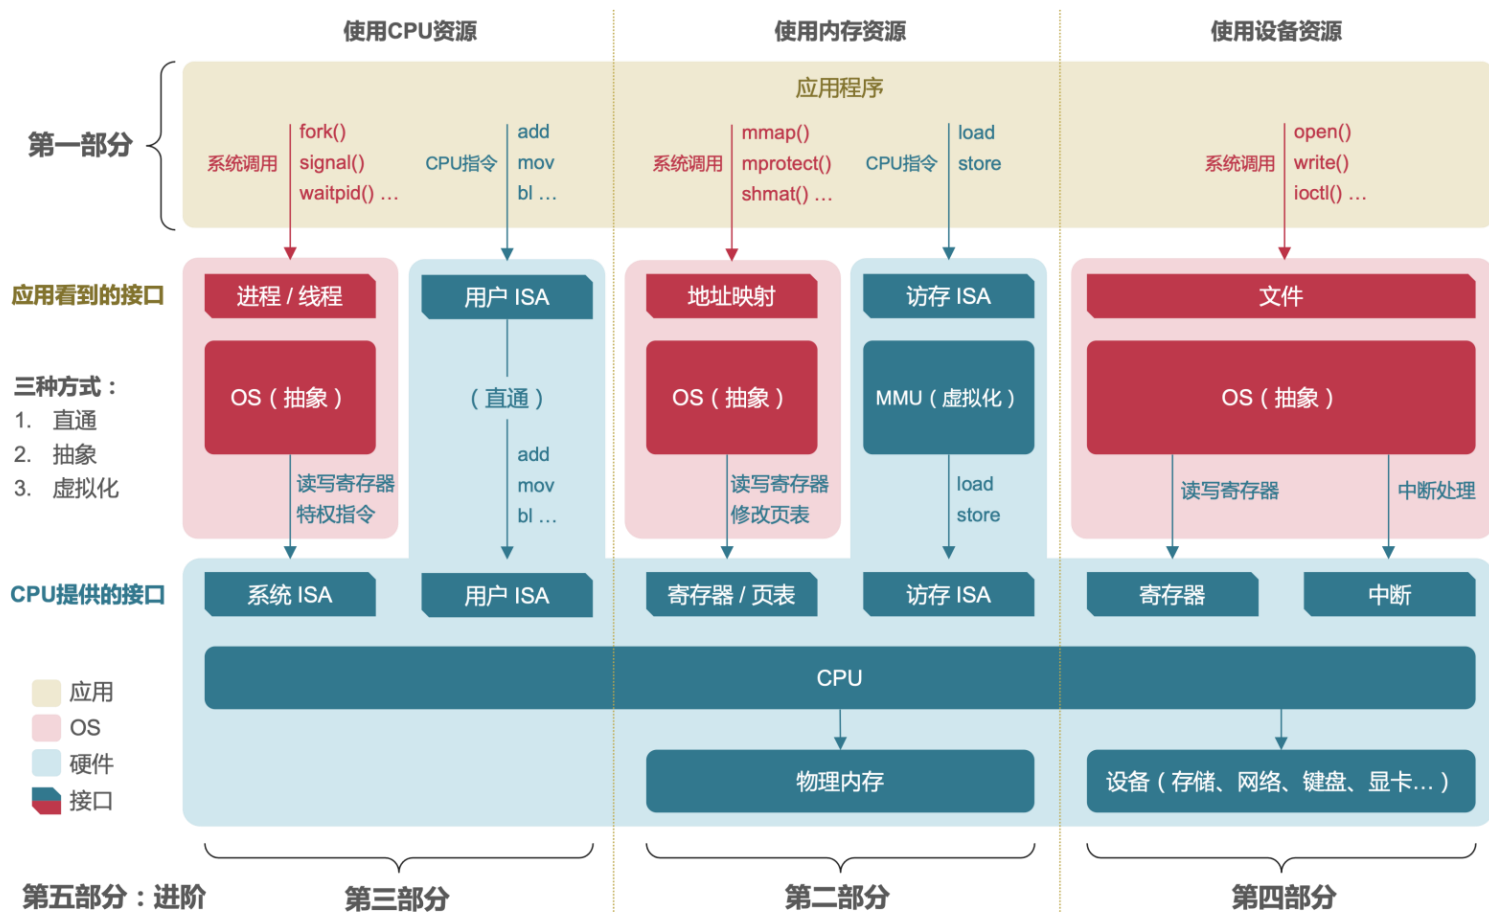 使用CPU资源
使用内存资源
使用设备资源
应用程序
第一部分
系统调用
fork()
signal()
waitpid() ...
CPU指令
add
mov
bl ...
系统调用
mmap()
mprotect()
shmat() ...
CPU指令
load
store
系统调用
open()
write()
ioctl() ...
应用看到的接口
进程 / 线程
用户 ISA
地址映射
访存 ISA
文件
三种方式：
1. 直通
2. 抽象
3. 虚拟化
OS（抽象）
（直通）
OS（抽象）
MMU（虚拟化）
OS（抽象）
读写寄存器
特权指令
add
mov
bl ...
读写寄存器
修改页表
load
store
读写寄存器
中断处理
CPU提供的接口
系统 ISA
用户 ISA
寄存器 / 页表
访存 ISA
寄存器
中断
CPU
应用
OS
硬件
接口
物理内存
设备（存储、网络、键盘、显卡...）
第五部分：进阶
第三部分
第二部分
第四部分